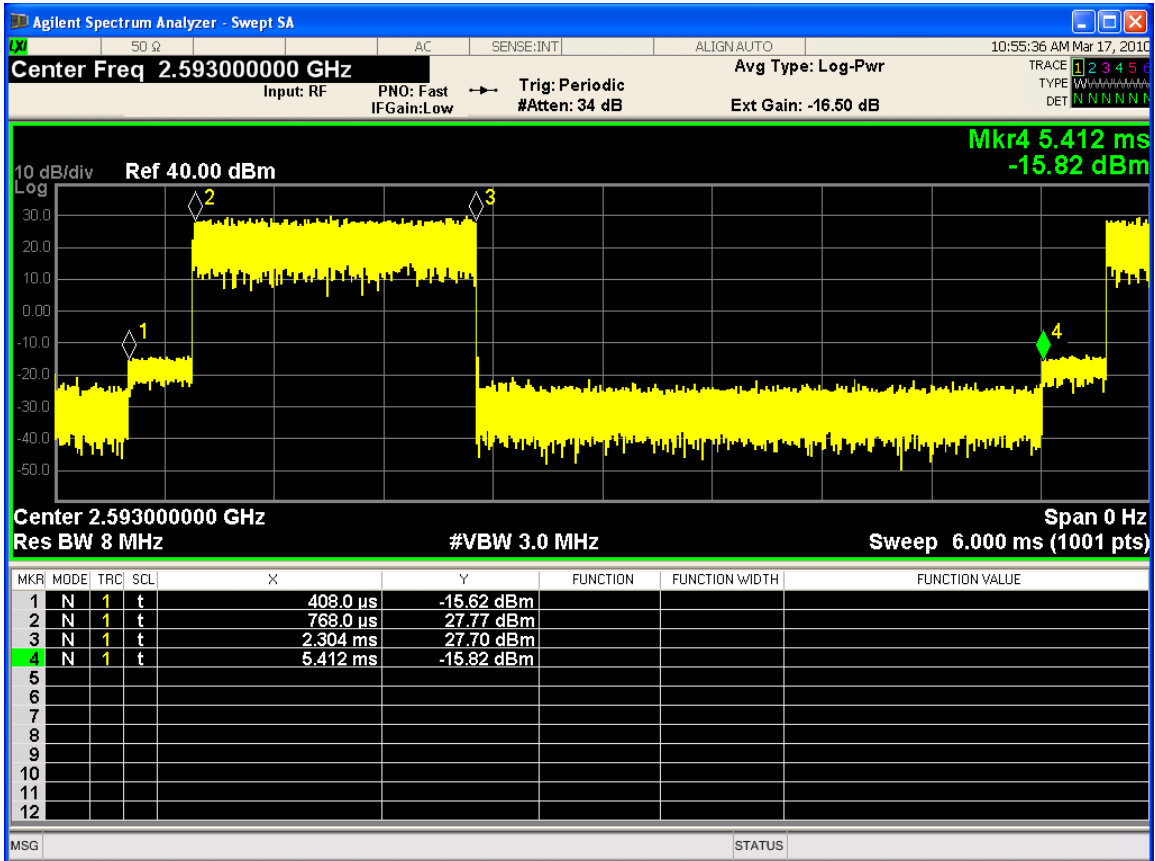 Agilent Spectrum Analyzer - Swept SA
LXI 50 Ω AC SENSE:INT ALIGN AUTO 10:55:36 AM Mar 17, 2010
Center Freq 2.593000000 GHz
Input: RF PNO: Fast Trig: Periodic Avg Type: Log-Pwr TRACE 1 2 3 4 5 6
IFGain:Low #Atten: 34 dB Ext Gain: -16.50 dB TYPE
DET N N N N N N
Mkr4 5.412 ms
-15.82 dBm
10 dB/div Ref 40.00 dBm
Log
2 3
30.0
20.0
10.0
0.00
1 4
-10.0
-20.0
-30.0
-40.0
-50.0
Center 2.593000000 GHz Span 0 Hz
Res BW 8 MHz #VBW 3.0 MHz Sweep 6.000 ms (1001 pts)
MKR MODE TRC SCL X Y FUNCTION FUNCTION WIDTH FUNCTION VALUE
1 N 1 t 408.0 µs -15.62 dBm
2 N 1 t 768.0 µs 27.77 dBm
3 N 1 t 2.304 ms 27.70 dBm
4 N 1 t 5.412 ms -15.82 dBm
5
6
7
8
9
10
11
12
MSG STATUS